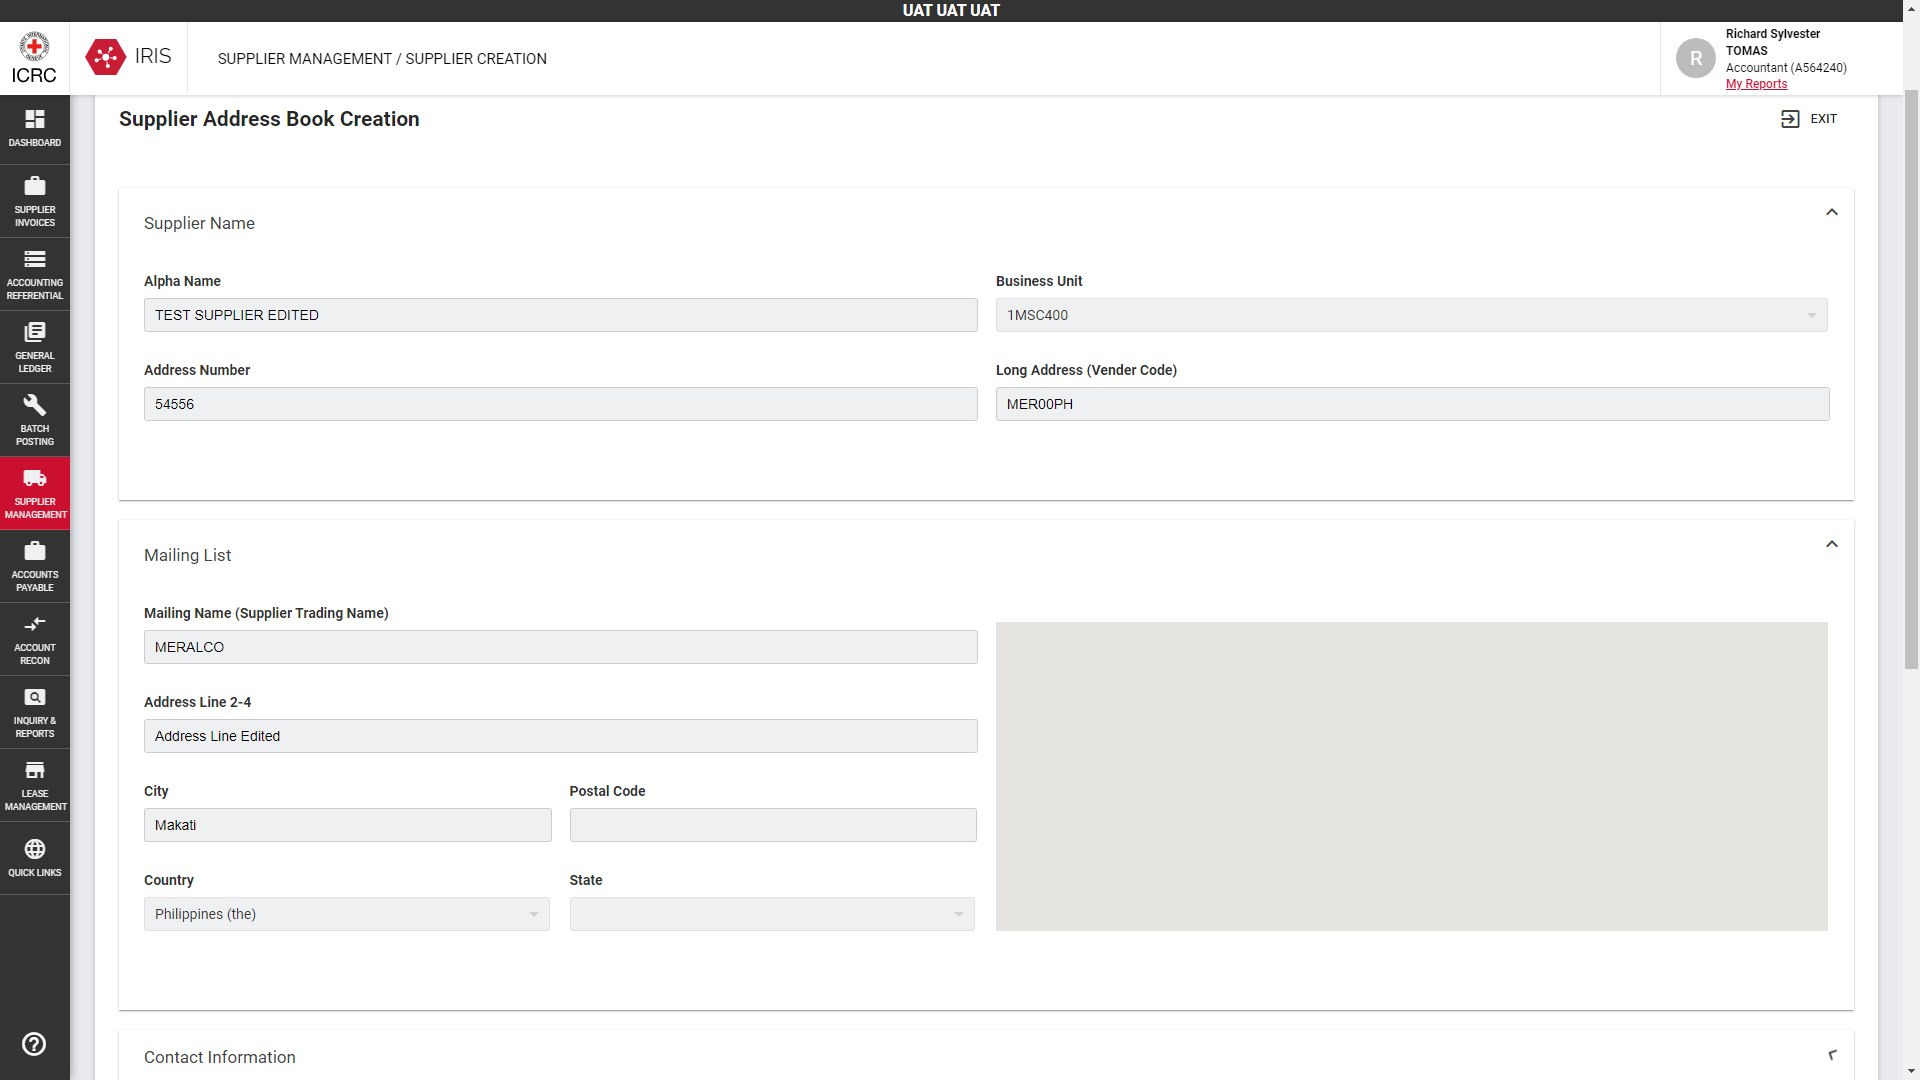 UAT UAT UAT
ICRC
IRIS
SUPPLIER MANAGEMENT / SUPPLIER CREATION
R
Richard Sylvester
TOMAS
Accountant (A564240)
My Reports
DASHBOARD
SUPPLIER
INVOICES
ACCOUNTING
REFERENTIAL
GENERAL
LEDGER
BATCH
POSTING
SUPPLIER
MANAGEMENT
ACCOUNTS
PAYABLE
ACCOUNT
RECON
INQUIRY &
REPORTS
LEASE
MANAGEMENT
QUICK LINKS
Supplier Address Book Creation
EXIT
Supplier Name
Alpha Name
Business Unit
TEST SUPPLIER EDITED
1MSC400
Address Number
Long Address (Vender Code)
54556
MER00PH
Mailing List
Mailing Name (Supplier Trading Name)
MERALCO
Address Line 2-4
Address Line Edited
City
Postal Code
Makati
Country
State
Philippines (the)
Contact Information